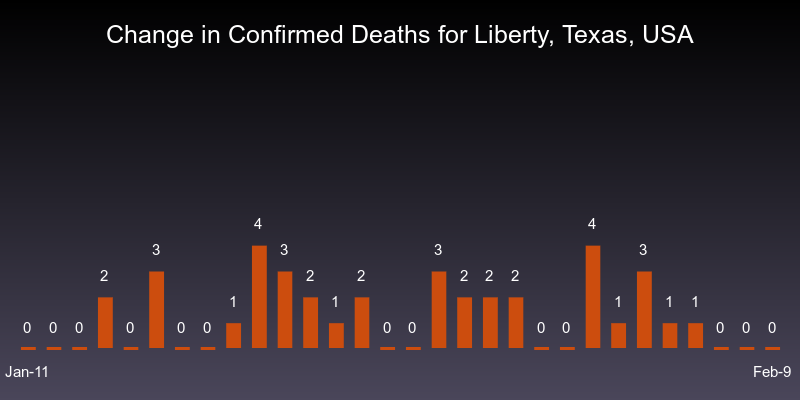 Change in Confirmed Deaths for Liberty, Texas, USA
0 0 0 2 0 3 0 0 1 4 3 2 1 2 0 0 3 2 2 2 0 0 4 1 3 1 1 0 0 0
Jan-11 Feb-9